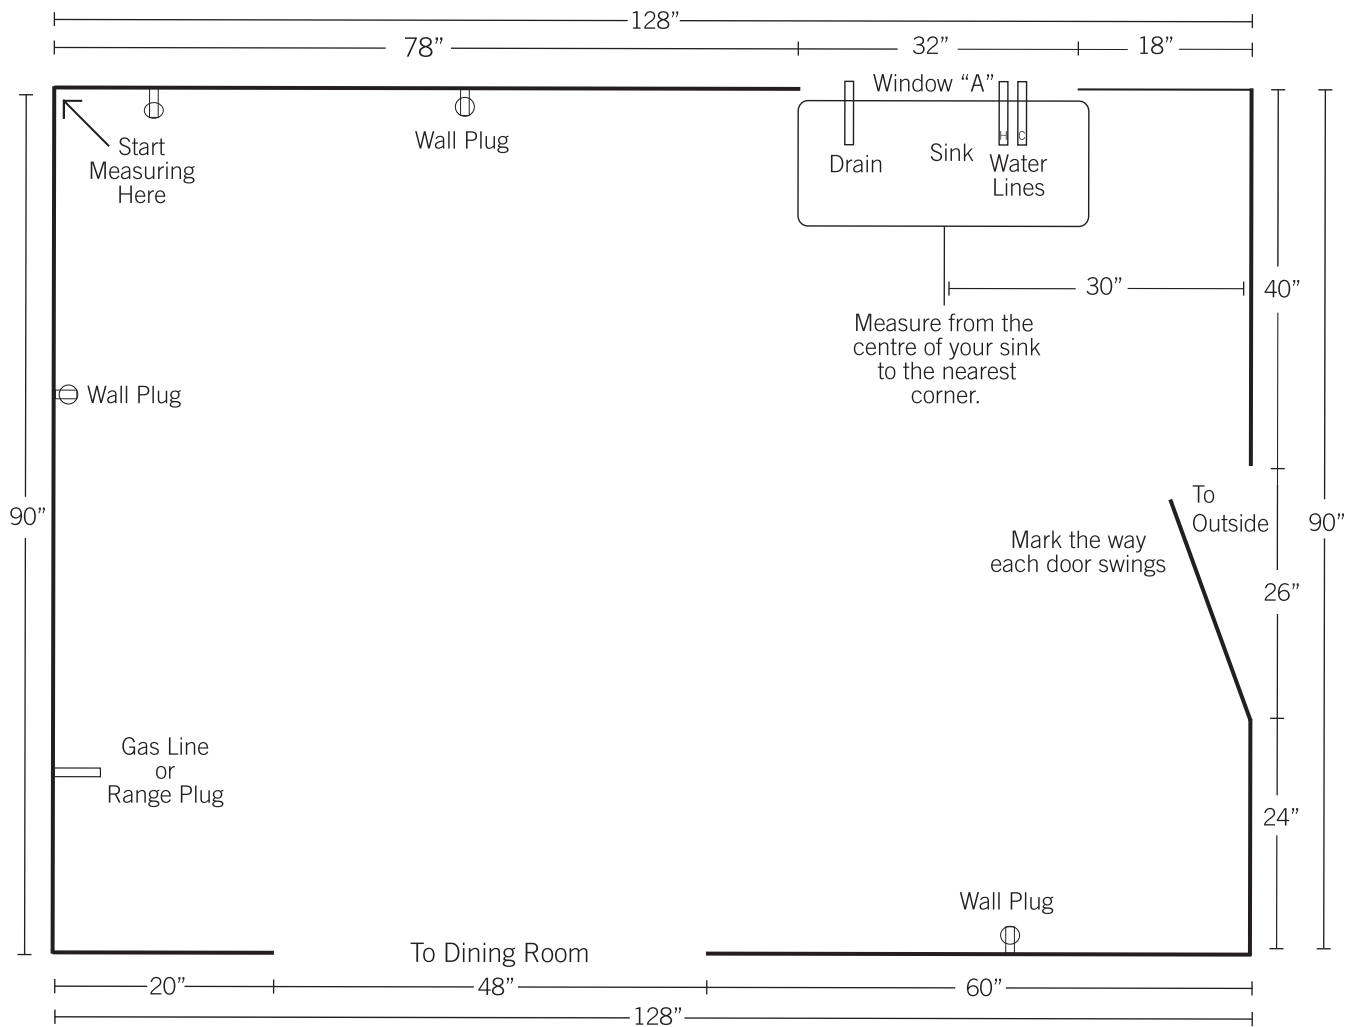 128”
78”
32”
18”
Window “A”
Wall Plug
Start
Measuring
Here
H
C
Drain
Sink
Water
Lines
30”
40”
Measure from the
centre of your sink
to the nearest
corner.
Wall Plug
90”
To
Outside
90”
Mark the way
each door swings
26”
Gas Line
or
Range Plug
24”
Wall Plug
To Dining Room
20”
48”
60”
128”